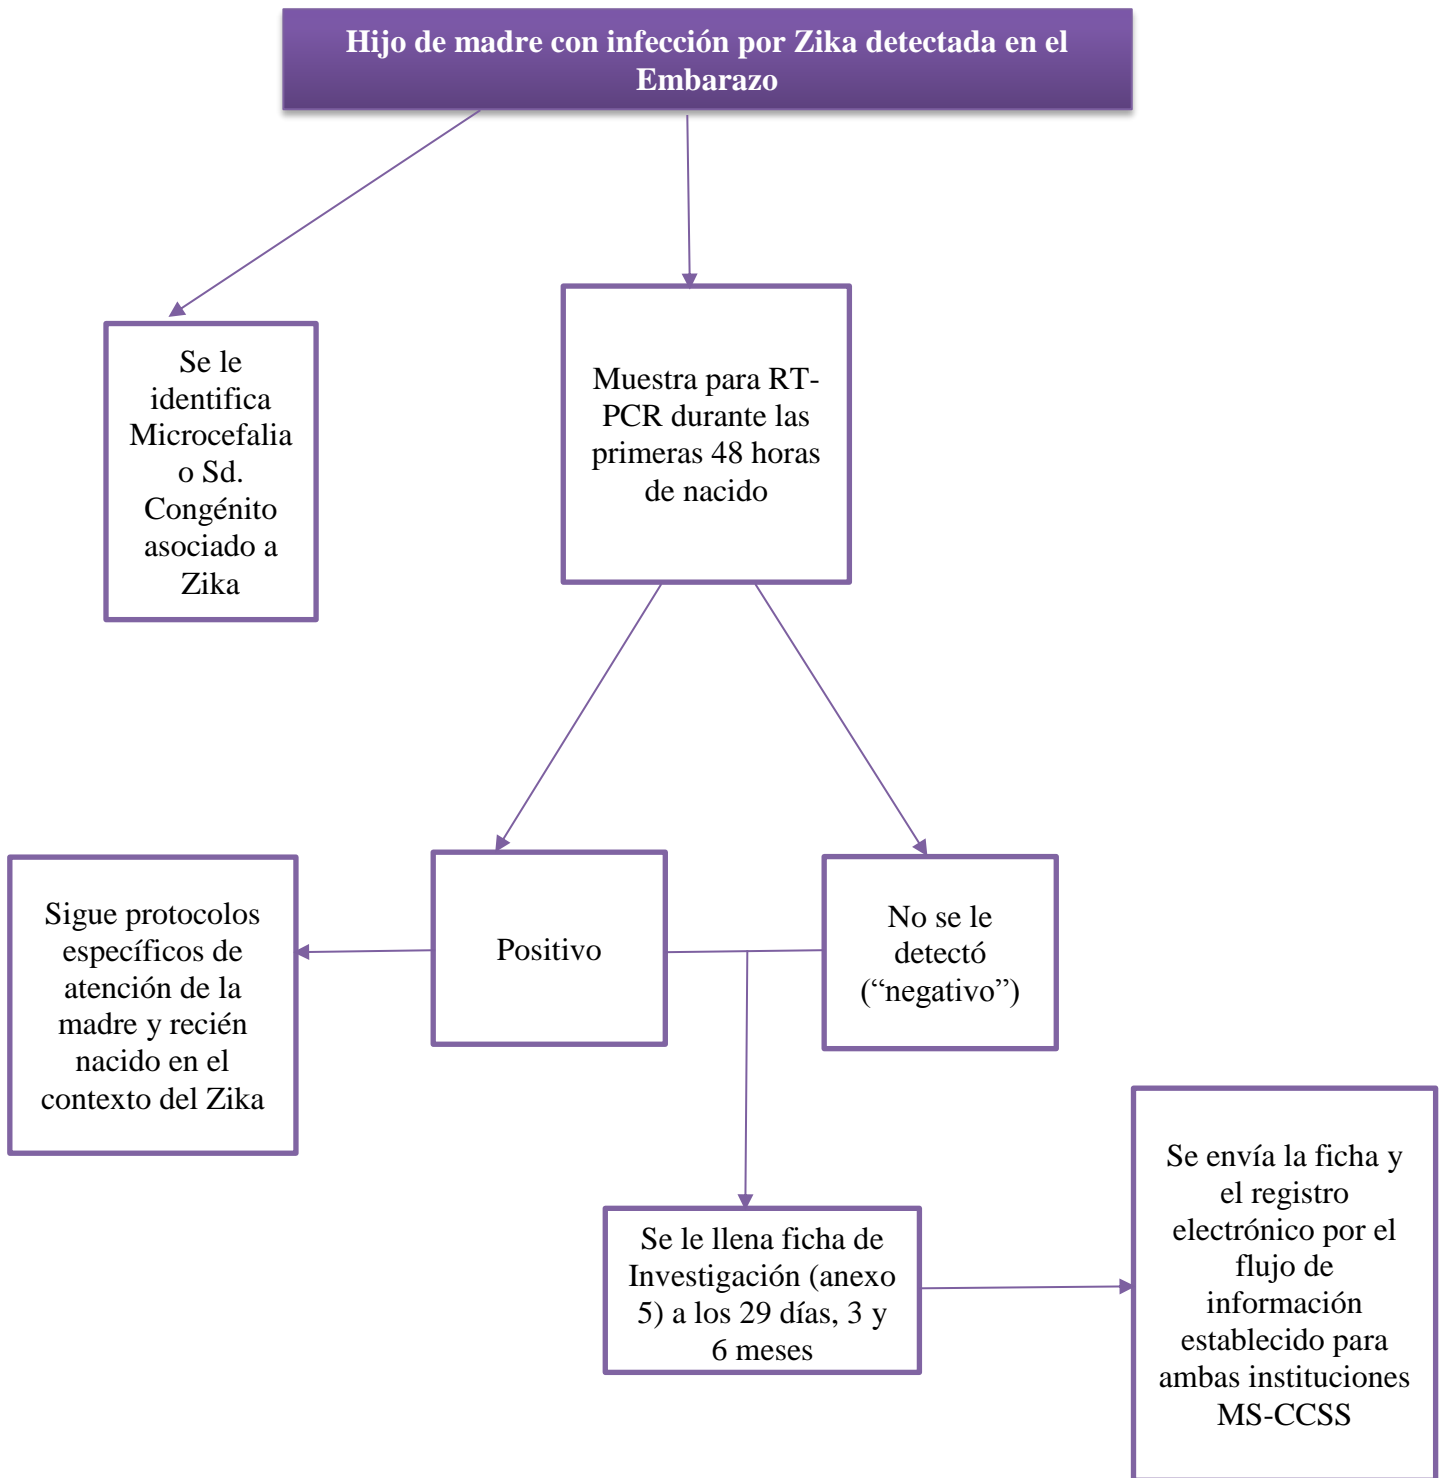 Hijo de madre con infección por Zika detectada en el
Embarazo
Se le
identifica
Microcefalia
o Sd.
Congénito
asociado a
Zika
Muestra para RT-
PCR durante las
primeras 48 horas
de nacido
Sigue protocolos
específicos de
atención de la
madre y recién
nacido en el
contexto del Zika
Positivo
No se le
detectó
(“negativo”)
Se le llena ficha de
Investigación (anexo
5) a los 29 días, 3 y
6 meses
Se envía la ficha y
el registro
electrónico por el
flujo de
información
establecido para
ambas instituciones
MS-CCSS